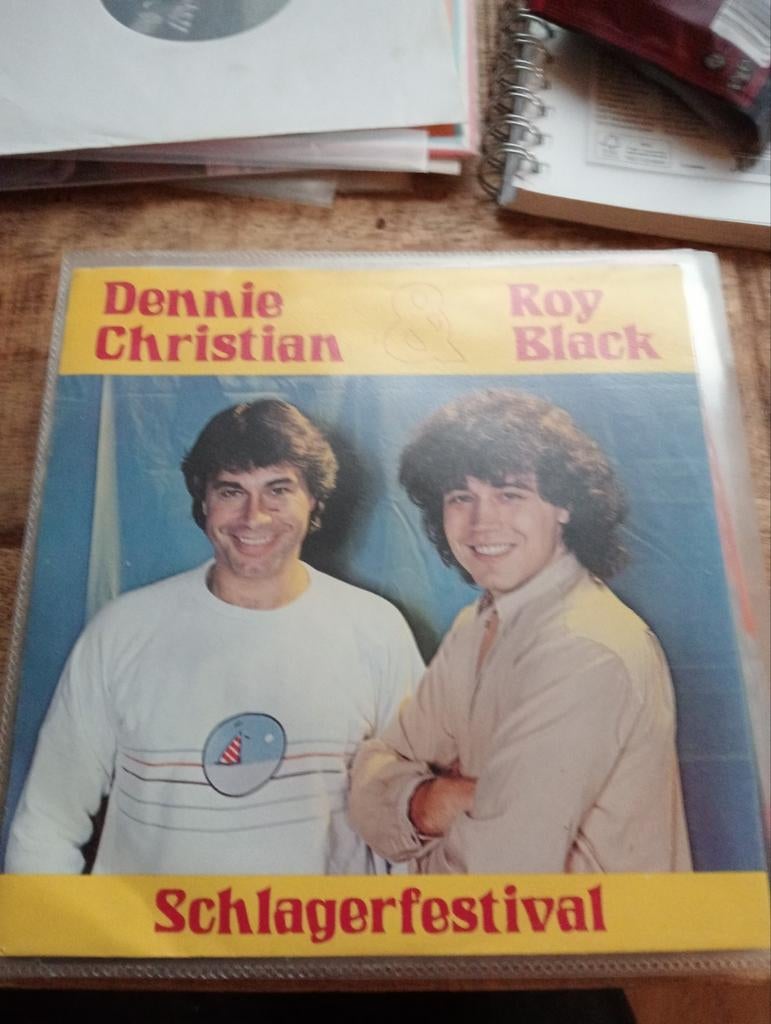 Dennie & Roy
Christian Black
Schlagerfestival